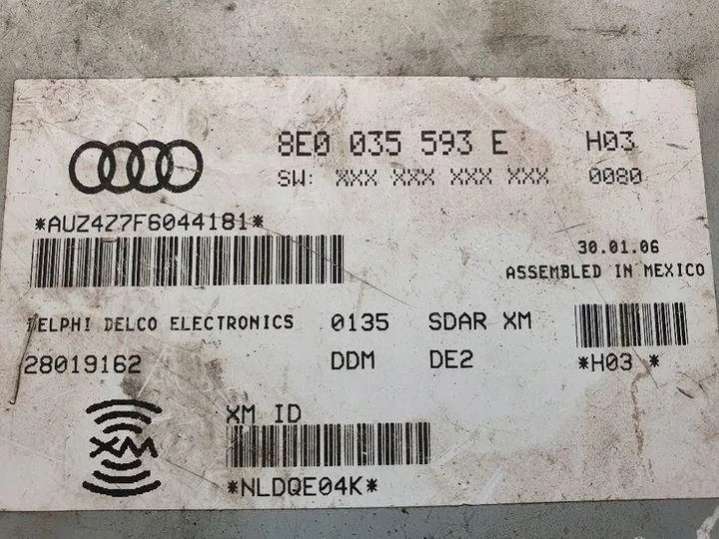 8E0 035 593 E H03
SW: XXX XXX XXX XXX 0080
*AUZ4Z7F6044181*
30.01.06
ASSEMBLED IN MEXICO
DELPHI DELCO ELECTRONICS 0135 SDAR XM
28019162 DDM DE2 *H03 *
XM ID
XM
*NLDQE04K*